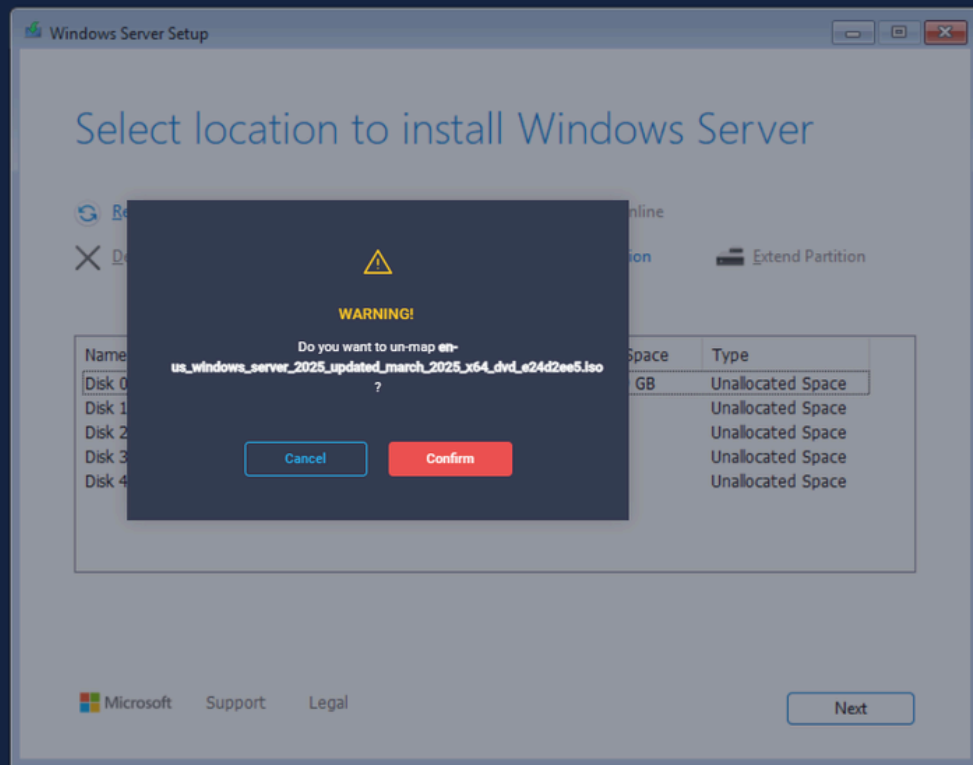 Windows Server Setup
Select location to install Windows Server
Extend Partition
WARNING!
Do you want to un-map en-
us_windows_server_2025_updated_march_2025_x64_dvd_e24d2ee5.iso
?
Cancel Confirm
Name Space Type
Disk 0 GB Unallocated Space
Disk 1 Unallocated Space
Disk 2 Unallocated Space
Disk 3 Unallocated Space
Disk 4 Unallocated Space
Microsoft Support Legal
Next